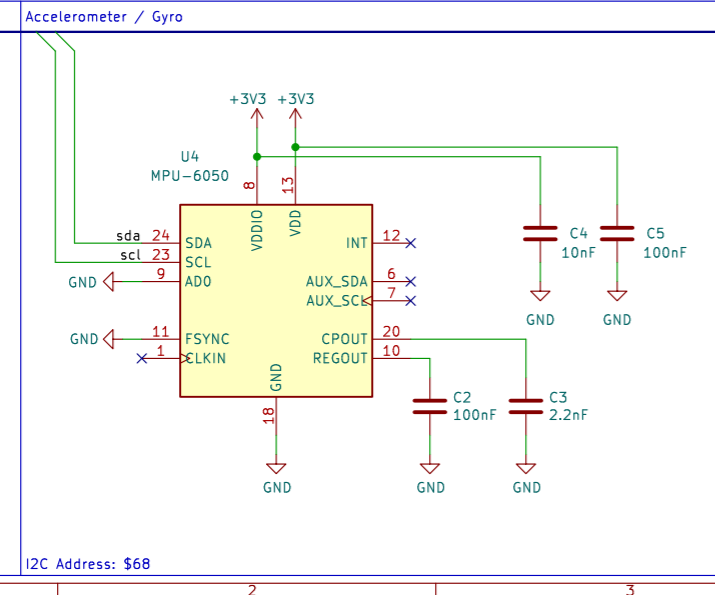 Accelerometer / Gyro
+3V3 +3V3
U4
MPU-6050
8 13
VDDIO VDD
sda 24 SDA INT 12
scl 23 SCL
GND 9 AD0 AUX_SDA 6
AUX_SCL 7
GND 11 FSYNC CPOUT 20
1 CLKIN REGOUT 10
GND
18
GND
C4
10nF
GND
C5
100nF
GND
C2
100nF
GND
C3
2.2nF
GND
I2C Address: $68
2 3